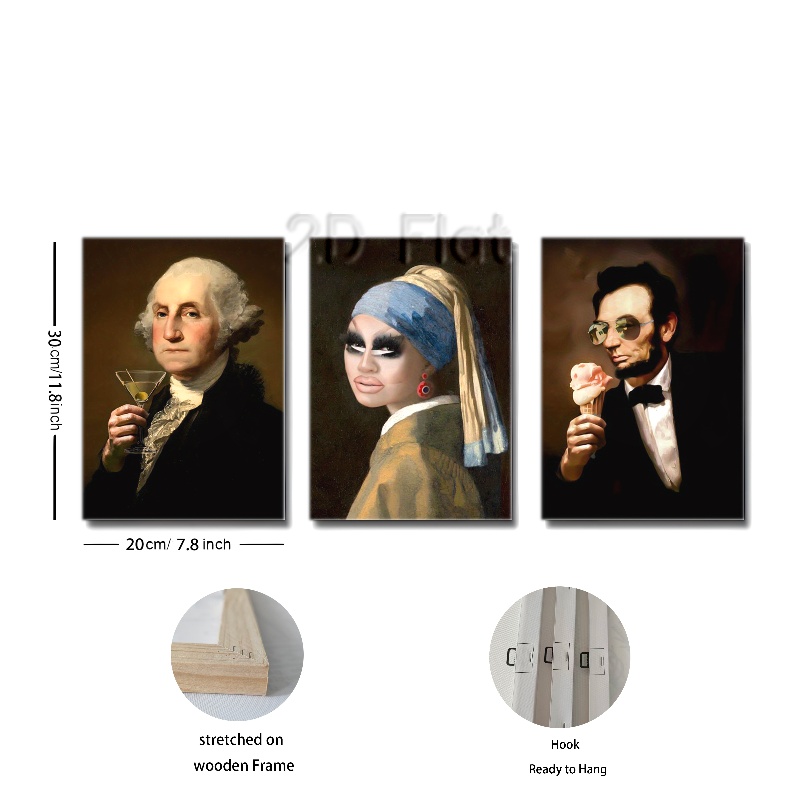 2D Flat
30cm/11.8inch
20cm/ 7.8 inch
stretched on
wooden Frame
Hook
Ready to Hang